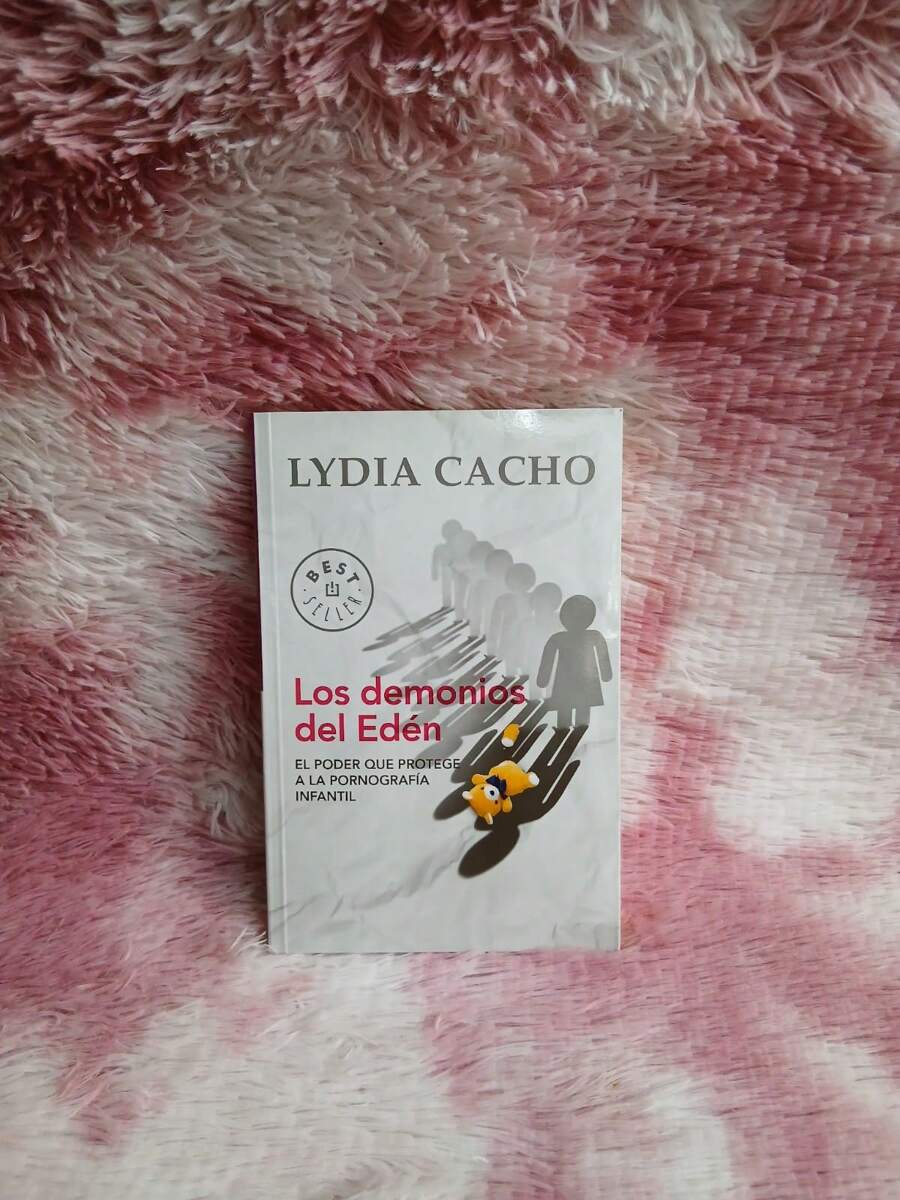 LYDIA CACHO
BEST
SELLER
Los demonios
del Edén
EL PODER QUE PROTEGE
A LA PORNOGRAFÍA
INFANTIL